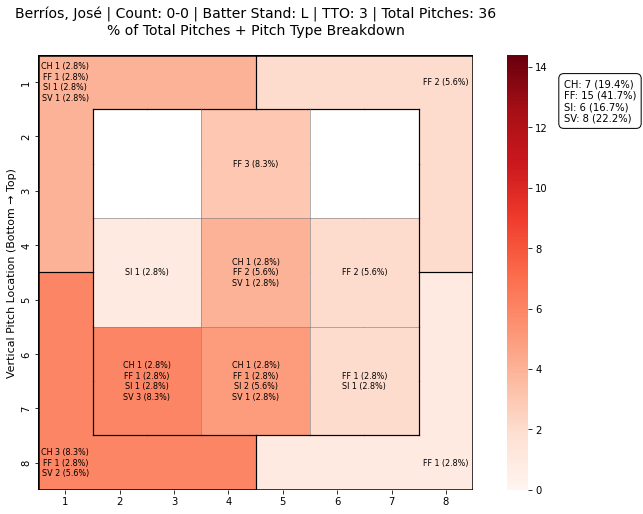 Berríos, José | Count: 0-0 | Batter Stand: L | TTO: 3 | Total Pitches: 36
% of Total Pitches + Pitch Type Breakdown
CH 1 (2.8%)
FF 1 (2.8%)
SI 1 (2.8%)
SV 1 (2.8%)
FF 2 (5.6%)
FF 3 (8.3%)
SI 1 (2.8%)
CH 1 (2.8%)
FF 2 (5.6%)
SV 1 (2.8%)
FF 2 (5.6%)
CH 1 (2.8%)
FF 1 (2.8%)
SI 1 (2.8%)
SV 3 (8.3%)
CH 1 (2.8%)
FF 1 (2.8%)
SI 2 (5.6%)
SV 1 (2.8%)
FF 1 (2.8%)
SI 1 (2.8%)
CH 3 (8.3%)
FF 1 (2.8%)
SV 2 (5.6%)
FF 1 (2.8%)
Vertical Pitch Location (Bottom → Top)
1
2
3
4
5
6
7
8
1 2 3 4 5 6 7 8
14
12
10
8
6
4
2
0
CH: 7 (19.4%)
FF: 15 (41.7%)
SI: 6 (16.7%)
SV: 8 (22.2%)